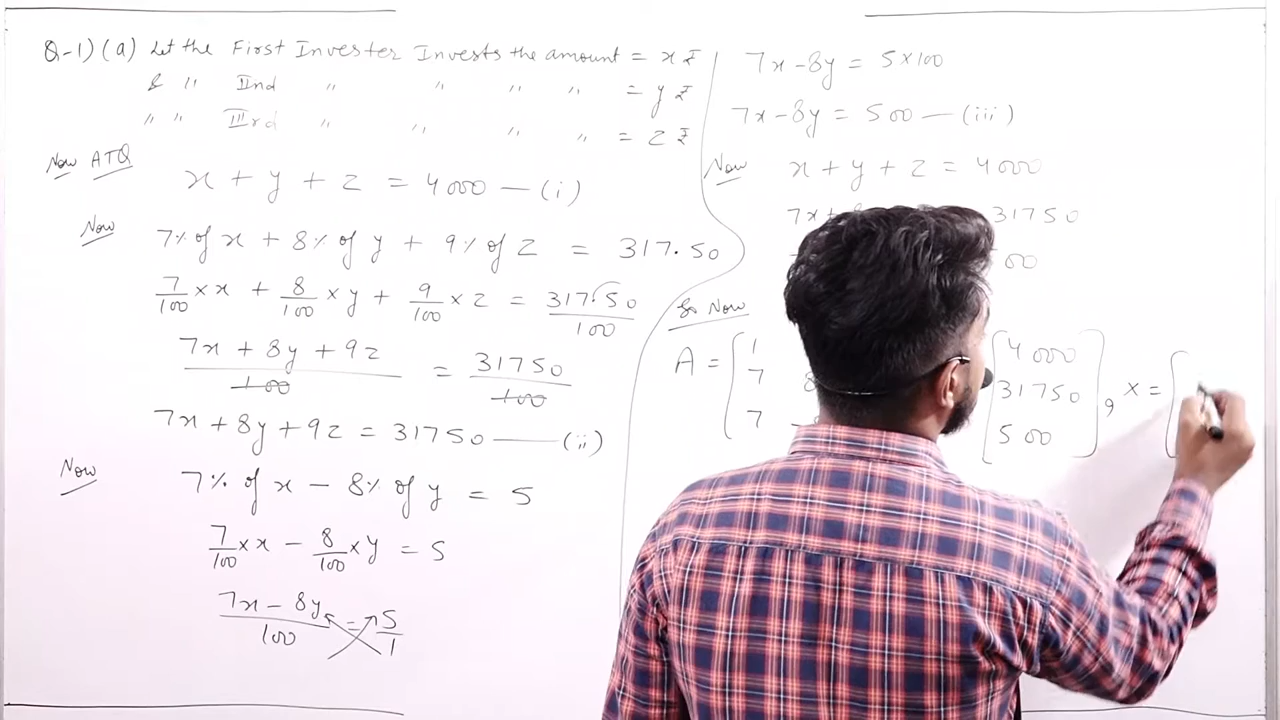 Q-1) (a) Let the First Invester Invests the amount = x ₹
& " IInd " " " " = y ₹
" " IIIrd " " " " = z ₹
Now ATQ
x + y + z = 4000 — (i)
Now
7% of x + 8% of y + 9% of z = 317.50
7/100 × x + 8/100 × y + 9/100 × z = 31750/100
7x + 8y + 9z / 100 = 31750/100
7x + 8y + 9z = 31750 — (ii)
Now
7% of x - 8% of y = 5
7/100 × x - 8/100 × y = 5
7x - 8y / 100 = 5/1
7x - 8y = 5×100
7x - 8y = 500 — (iii)
Now x + y + z = 4000
7x + 31750
00
So Now
A = [ 1 [ 4000
7 8 31750 , X = [
7 500 ]